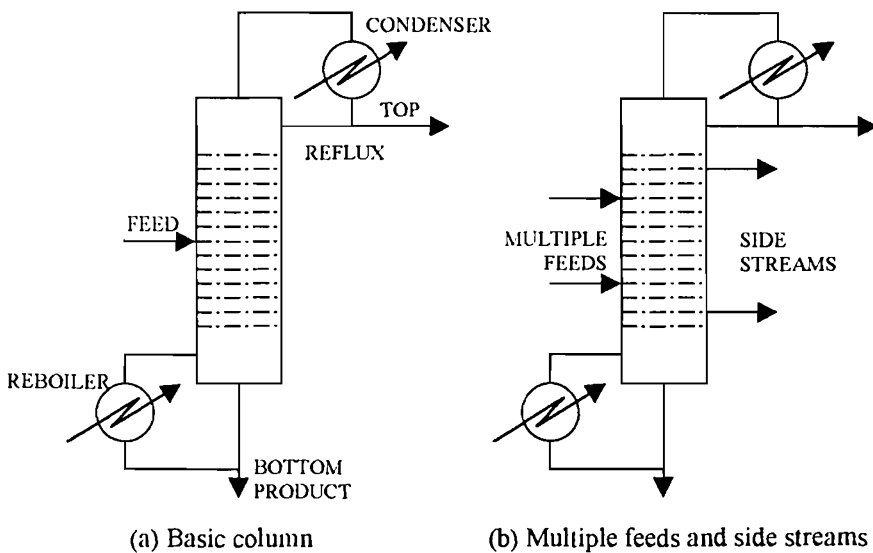 CONDENSER
TOP
REFLUX
FEED
REBOILER
BOTTOM
PRODUCT
(a) Basic column
MULTIPLE
FEEDS
SIDE
STREAMS
(b) Multiple feeds and side streams